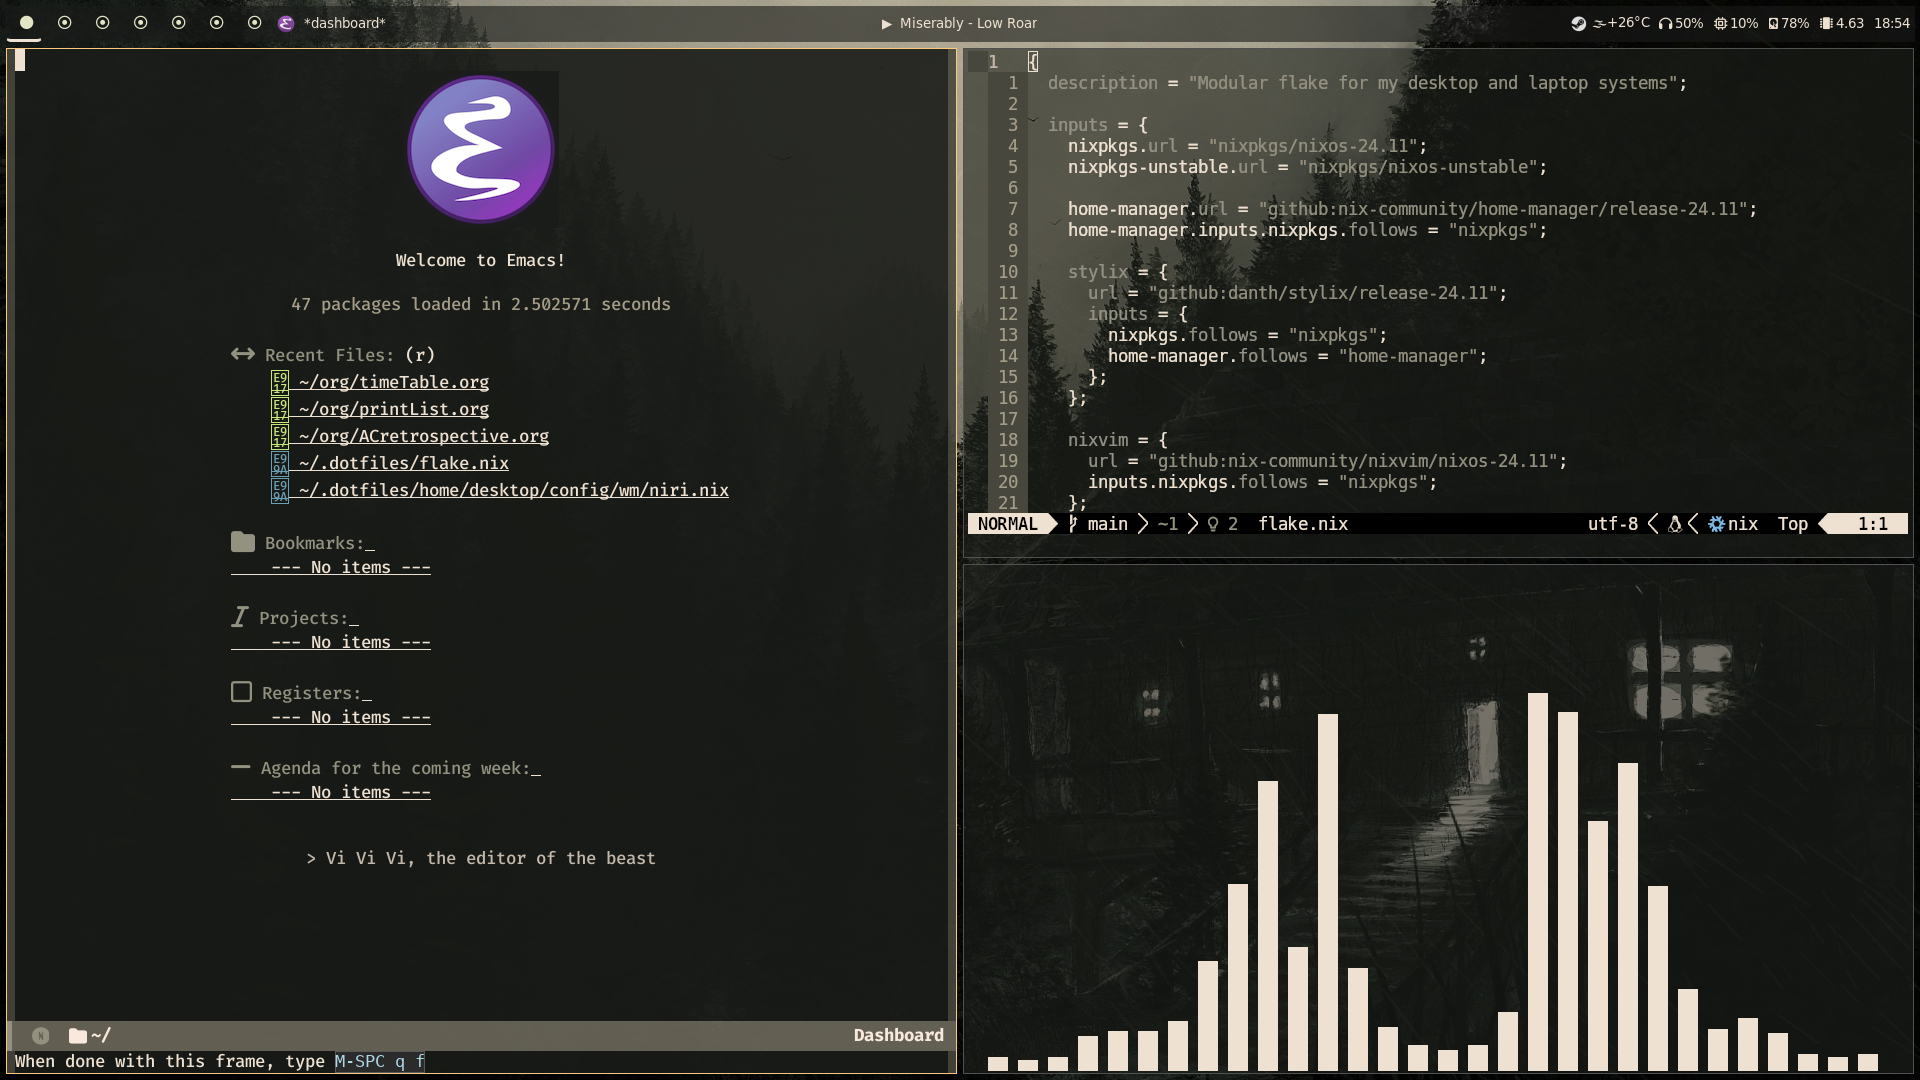 *dashboard*
▶ Miserably - Low Roar
+26°C 50% 10% 78% 4.63 18:54
Welcome to Emacs!
47 packages loaded in 2.502571 seconds
Recent Files: (r)
E917 ~/org/timeTable.org
E917 ~/org/printList.org
E917 ~/org/ACretrospective.org
E99A ~/.dotfiles/flake.nix
E99A ~/.dotfiles/home/desktop/config/wm/niri.nix
Bookmarks:_
--- No items ---
Projects:_
--- No items ---
Registers:_
--- No items ---
Agenda for the coming week:_
--- No items ---
> Vi Vi Vi, the editor of the beast
N ~/ Dashboard
When done with this frame, type M-SPC q f
1 {
1 description = "Modular flake for my desktop and laptop systems";
2
3 inputs = {
4 nixpkgs.url = "nixpkgs/nixos-24.11";
5 nixpkgs-unstable.url = "nixpkgs/nixos-unstable";
6
7 home-manager.url = "github:nix-community/home-manager/release-24.11";
8 home-manager.inputs.nixpkgs.follows = "nixpkgs";
9
10 stylix = {
11 url = "github:danth/stylix/release-24.11";
12 inputs = {
13 nixpkgs.follows = "nixpkgs";
14 home-manager.follows = "home-manager";
15 };
16 };
17
18 nixvim = {
19 url = "github:nix-community/nixvim/nixos-24.11";
20 inputs.nixpkgs.follows = "nixpkgs";
21 };
NORMAL main ~1 2 flake.nix utf-8 nix Top 1:1